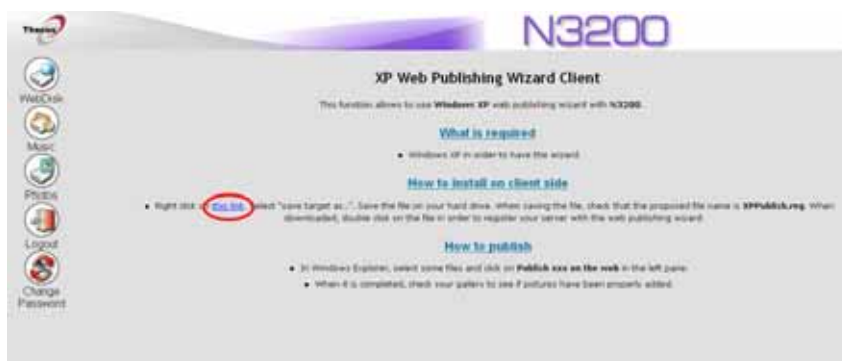 Thecus
N3200
WebDisk
Music
Photos
Logout
Change
Password
XP Web Publishing Wizard Client
This function allows to use Windows XP web publishing wizard with N3200.
What is required
• Windows XP in order to have the wizard
How to install on client side
• Right click on this link, select "save target as..". Save the file on your hard drive. When saving the file, check that the proposed file name is XPPublish.reg. When
downloaded, double click on the file in order to register your server with the web publishing wizard.
How to publish
• In Windows Explorer, select some files and click on Publish xxx on the web in the left pane
• When it is completed, check your gallery to see if pictures have been properly added.